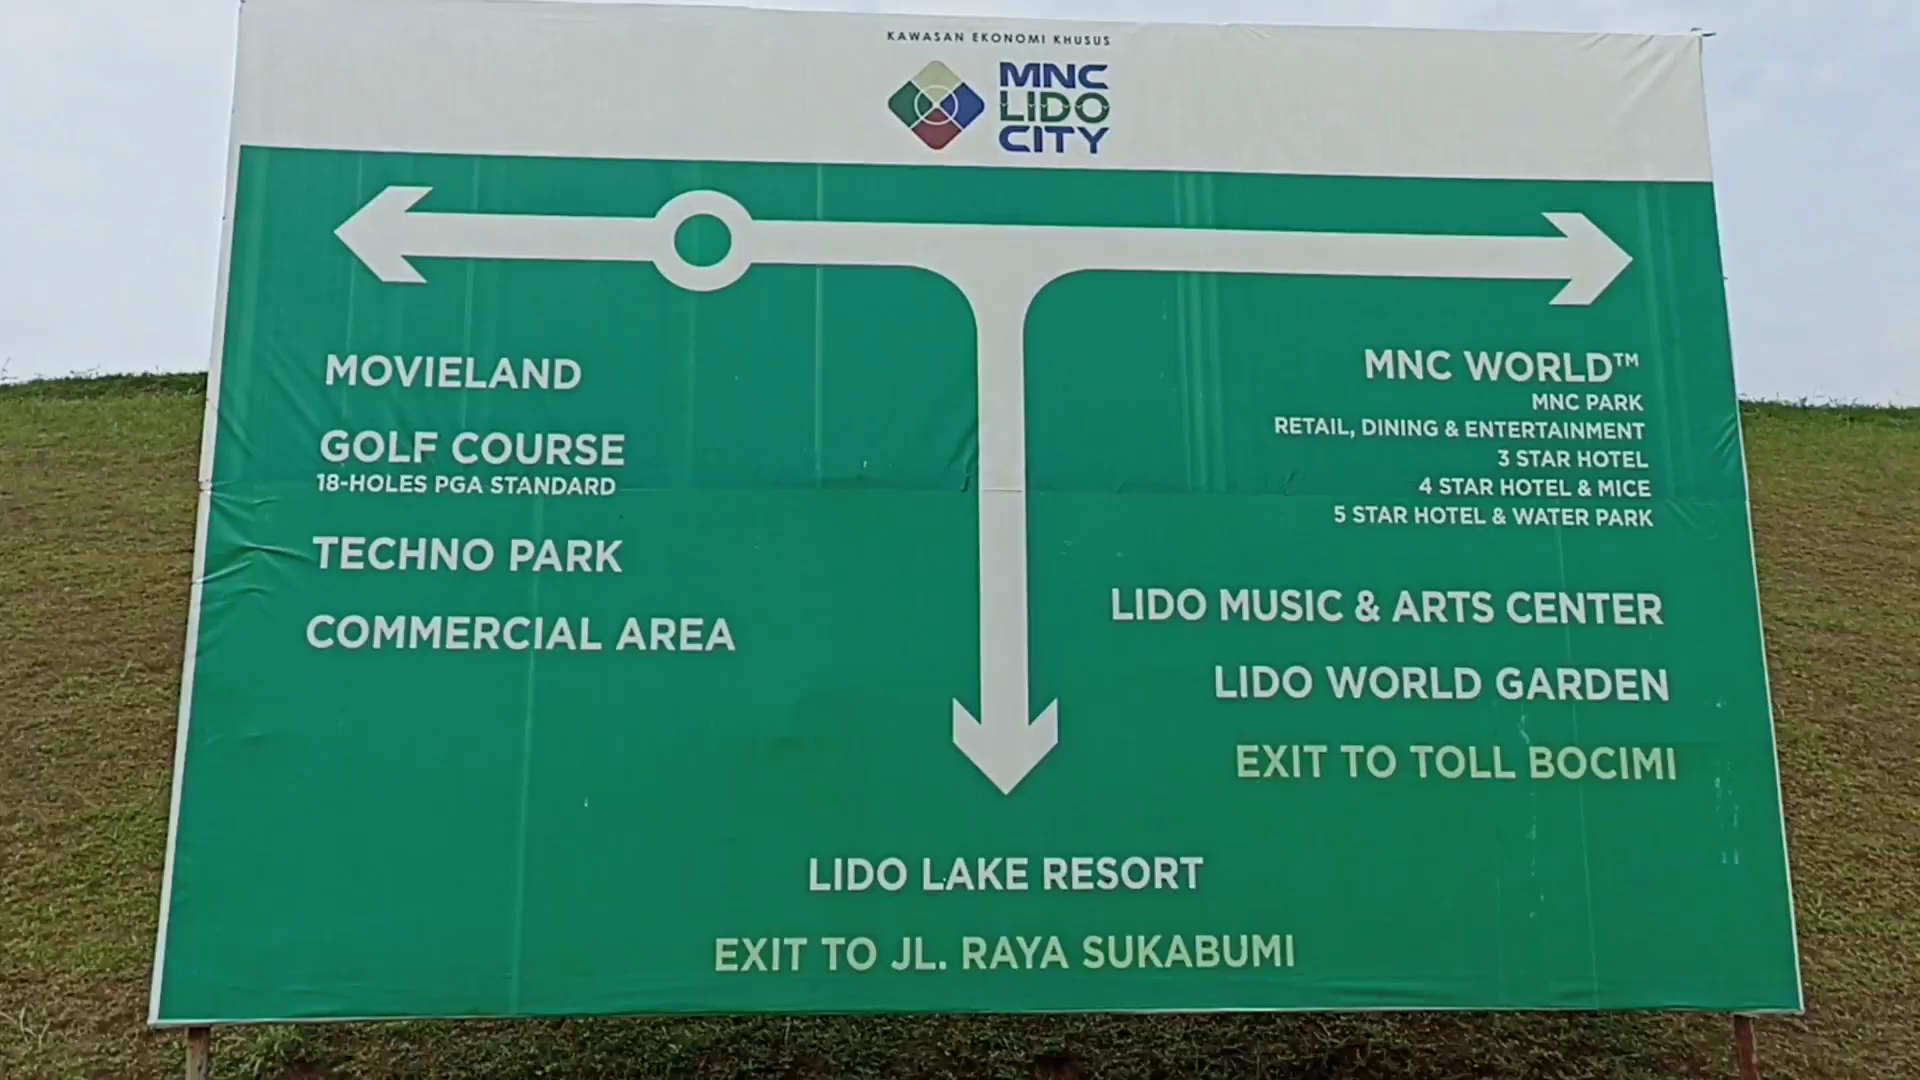 KAWASAN EKONOMI KHUSUS
MNC
LIDO
CITY
MOVIELAND
GOLF COURSE
18-HOLES PGA STANDARD
TECHNO PARK
COMMERCIAL AREA
MNC WORLD™
MNC PARK
RETAIL, DINING & ENTERTAINMENT
3 STAR HOTEL
4 STAR HOTEL & MICE
5 STAR HOTEL & WATER PARK
LIDO MUSIC & ARTS CENTER
LIDO WORLD GARDEN
EXIT TO TOLL BOCIMI
LIDO LAKE RESORT
EXIT TO JL. RAYA SUKABUMI